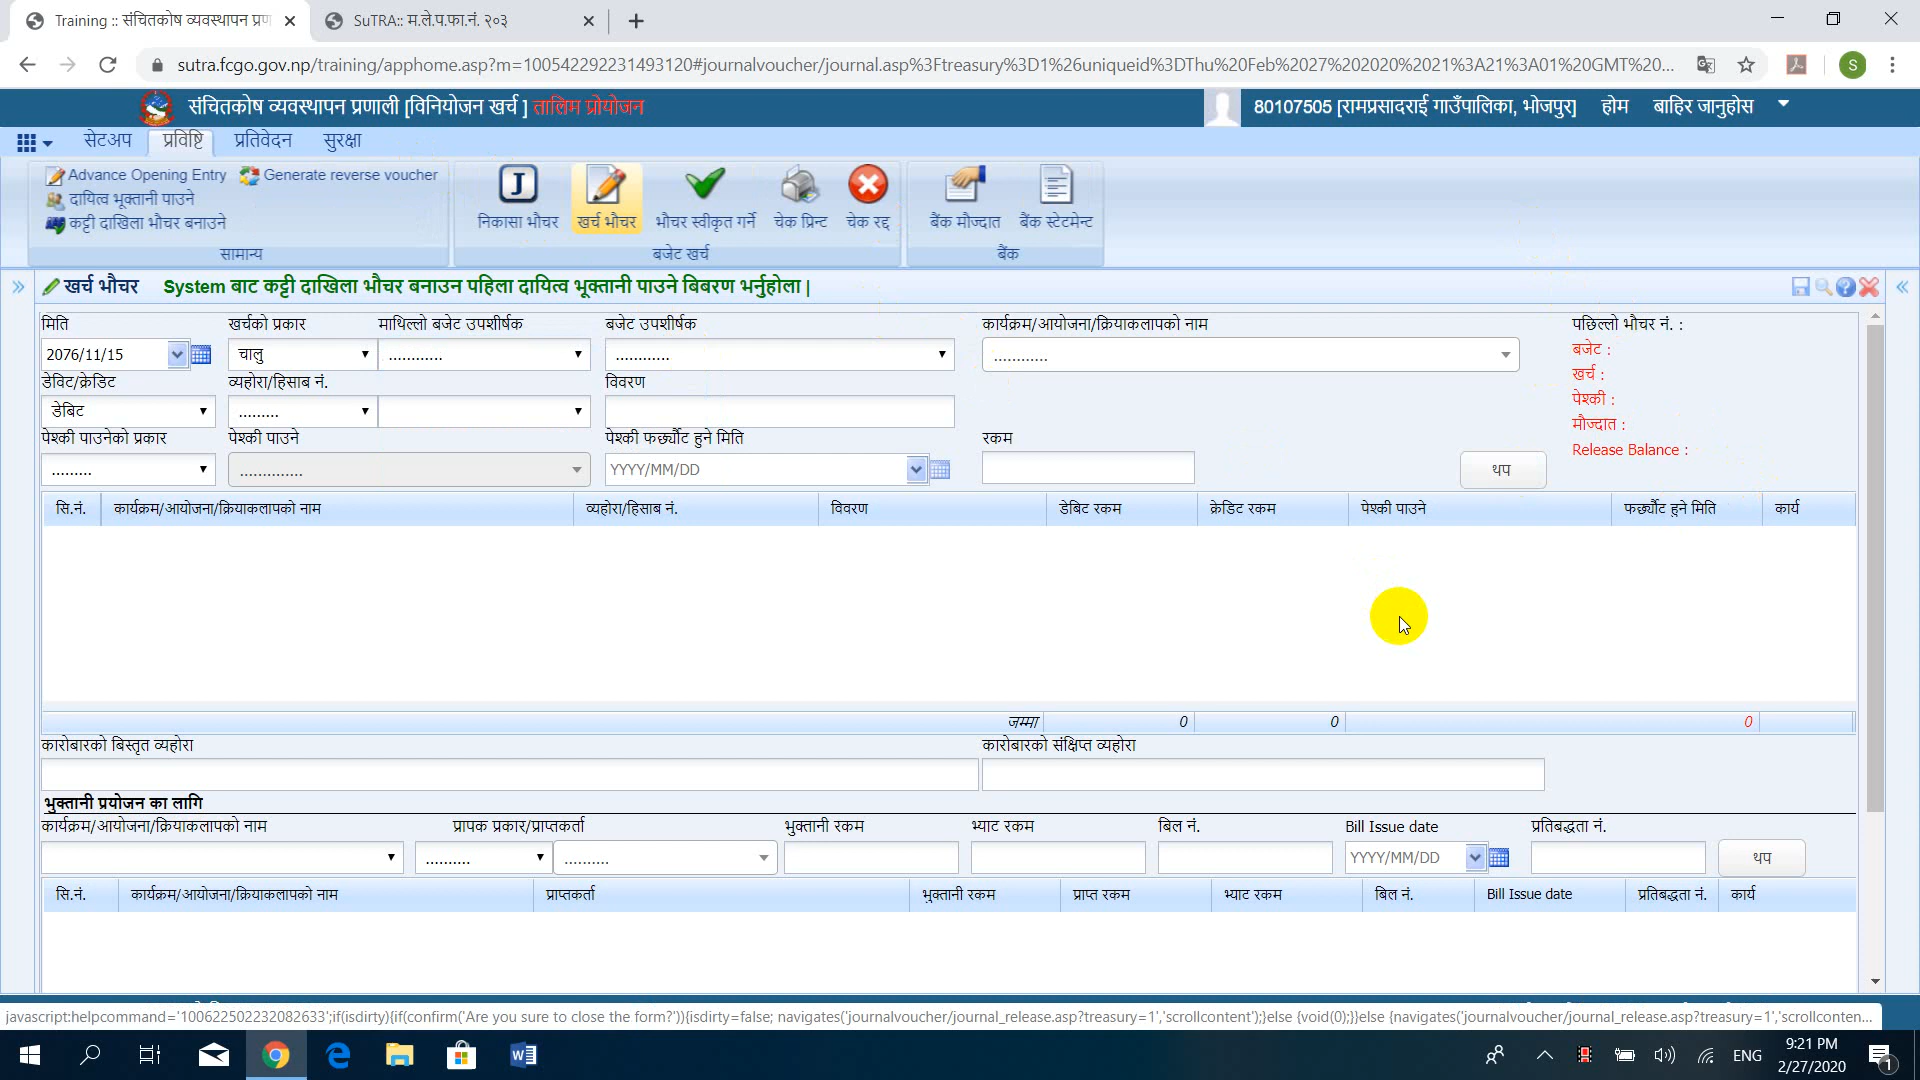 Training :: संचितकोष व्यवस्थापन प्रण
SuTRA:: म.ले.प.फा.नं. २०३
sutra.fcgo.gov.np/training/apphome.asp?m=100542292231493120#journalvoucher/journal.asp%3Ftreasury%3D1%26uniqueid%3DThu%20Feb%2027%202020%2021%3A21%3A01%20GMT%20...
S
संचितकोष व्यवस्थापन प्रणाली [विनियोजन खर्च ] तालिम प्रोयोजन
80107505 [रामप्रसादराई गाउँपालिका, भोजपुर] होम बाहिर जानुहोस
सेटअप प्रविष्टि प्रतिवेदन सुरक्षा
Advance Opening Entry Generate reverse voucher
दायित्व भूक्तानी पाउने
कट्टी दाखिला भौचर बनाउने
निकासा भौचर खर्च भौचर भौचर स्वीकृत गर्ने चेक प्रिन्ट चेक रद्द बैंक मौज्दात बैंक स्टेटमेन्ट
सामान्य बजेट खर्च बैंक
खर्च भौचर System बाट कट्टी दाखिला भौचर बनाउन पहिला दायित्व भूक्तानी पाउने बिबरण भर्नुहोला |
मिति खर्चको प्रकार माथिल्लो बजेट उपशीर्षक बजेट उपशीर्षक कार्यक्रम/आयोजना/क्रियाकलापको नाम पछिल्लो भौचर नं. :
2076/11/15 चालु ............ ............ ............ बजेट :
खर्च :
डेविट/क्रेडिट व्यहोरा/हिसाब नं. विवरण
पेश्की :
डेबिट .........
मौज्दात :
पेश्की पाउनेको प्रकार पेश्की पाउने पेश्की फर्छ्यौट हुने मिति रकम
Release Balance :
......... .............. YYYY/MM/DD थप
सि.नं. कार्यक्रम/आयोजना/क्रियाकलापको नाम व्यहोरा/हिसाब नं. विवरण डेबिट रकम क्रेडिट रकम पेश्की पाउने फर्छ्यौट हुने मिति कार्य
जम्मा 0 0 0
कारोबारको बिस्तृत व्यहोरा कारोबारको संक्षिप्त व्यहोरा
भुक्तानी प्रयोजन का लागि
कार्यक्रम/आयोजना/क्रियाकलापको नाम प्रापक प्रकार/प्राप्तकर्ता भुक्तानी रकम भ्याट रकम बिल नं. Bill Issue date प्रतिबद्धता नं.
.......... .......... YYYY/MM/DD थप
सि.नं. कार्यक्रम/आयोजना/क्रियाकलापको नाम प्राप्तकर्ता भुक्तानी रकम प्राप्त रकम भ्याट रकम बिल नं. Bill Issue date प्रतिबद्धता नं. कार्य
javascript:helpcommand='100622502232082633';if(isdirty){if(confirm('Are you sure to close the form?')){isdirty=false; navigates('journalvoucher/journal_release.asp?treasury=1','scrollcontent');}else {void(0);}}else {navigates('journalvoucher/journal_release.asp?treasury=1','scrollconten...
ENG
9:21 PM
2/27/2020
1